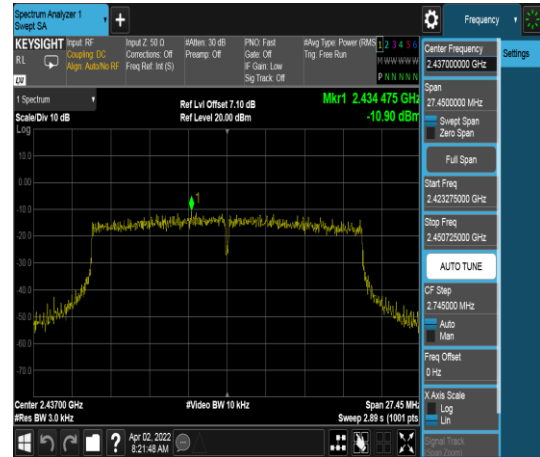 Spectrum Analyzer 1
Swept SA
+
Frequency
KEYSIGHT
RL
LXI
Input: RF
Coupling: DC
Align: Auto/No RF
Input Z: 50 Ω
Corrections: Off
Freq Ref: Int (S)
#Atten: 30 dB
Preamp: Off
PNO: Fast
Gate: Off
IF Gain: Low
Sig Track: Off
#Avg Type: Power (RMS
Trig: Free Run
1 2 3 4 5 6
M W W W W W
P N N N N N
1 Spectrum
Scale/Div 10 dB
Ref Lvl Offset 7.10 dB
Ref Level 20.00 dBm
Mkr1 2.434 475 GHz
-10.90 dBm
Log
10.0
0.00
-10.0
-20.0
-30.0
-40.0
-50.0
-60.0
-70.0
1
Center 2.43700 GHz
#Res BW 3.0 kHz
#Video BW 10 kHz
Span 27.45 MHz
Sweep 2.89 s (1001 pts
?
Apr 02, 2022
8:21:48 AM
Center Frequency
2.437000000 GHz
Settings
Span
27.4500000 MHz
Swept Span
Zero Span
Full Span
Start Freq
2.423275000 GHz
Stop Freq
2.450725000 GHz
AUTO TUNE
CF Step
2.745000 MHz
Auto
Man
Freq Offset
0 Hz
X Axis Scale
Log
Lin
Signal Track
(Span Zoom)